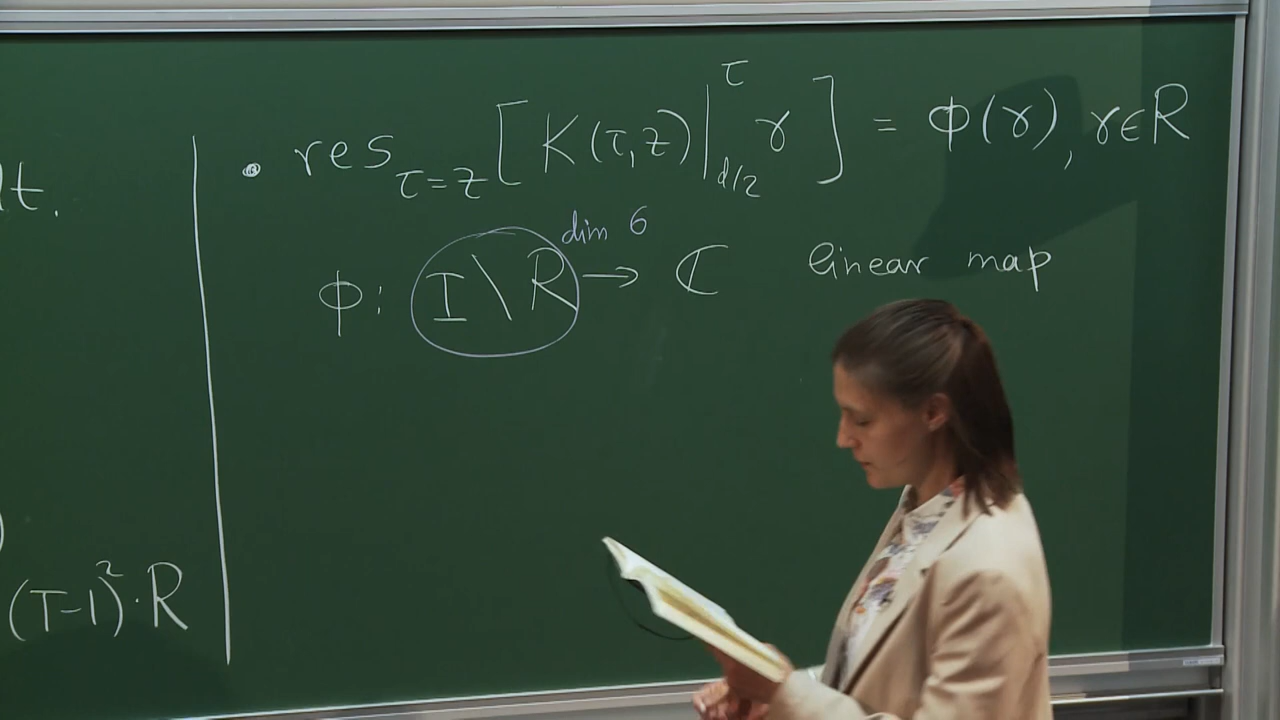 lt.
)
(T-1)²·R
• res_{τ=z} [K(τ,z)|^τ_{d/2} γ] = φ(γ), γ∈R
φ: I\R → ℂ linear map
dim 6